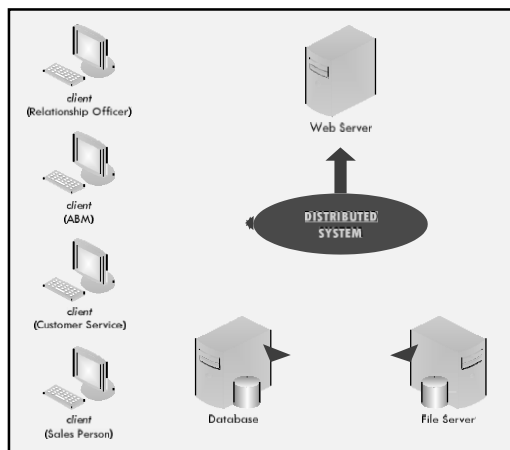 client
(Relationship Officer)
client
(ABM)
client
(Customer Service)
client
(Sales Person)
Web Server
DISTRIBUTED
SYSTEM
Database
File Server